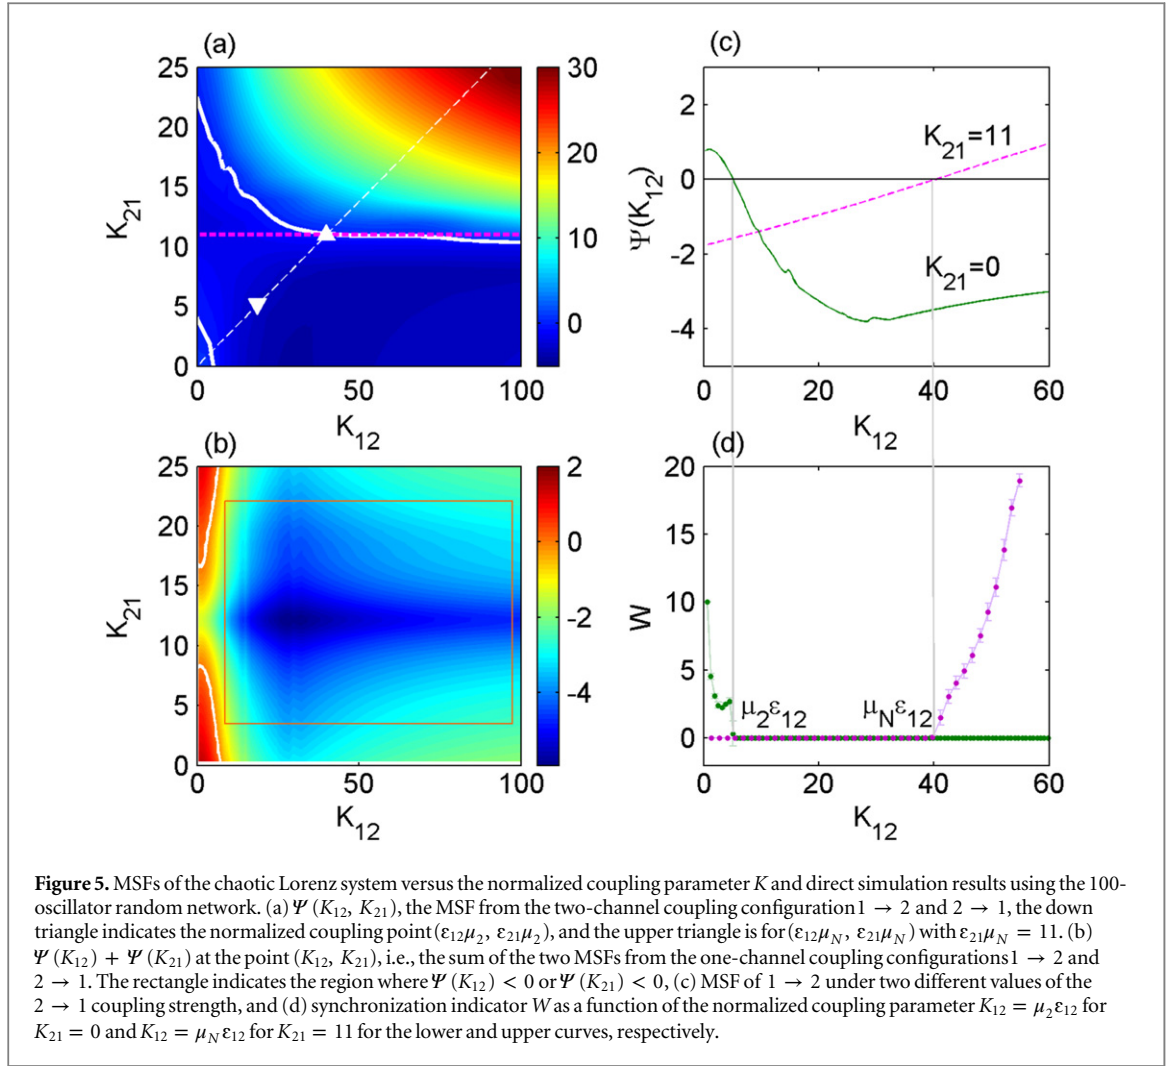 (a)
25
20
15
10
5
0
K21
0
50
100
K12
30
25
20
15
10
5
0
(c)
2
0
-2
-4
Ψ(K12)
K21=11
K21=0
0
20
40
60
K12
(b)
25
20
15
10
5
0
K21
0
50
100
K12
2
0
-2
-4
(d)
20
15
10
5
0
W
μ2ε12
μNε12
0
20
40
60
K12
Figure 5. MSFs of the chaotic Lorenz system versus the normalized coupling parameter K and direct simulation results using the 100-
oscillator random network. (a) Ψ (K12, K21), the MSF from the two-channel coupling configuration 1 → 2 and 2 → 1, the down
triangle indicates the normalized coupling point (ε12μ2, ε21μ2), and the upper triangle is for (ε12μN, ε21μN) with ε21μN = 11. (b)
Ψ (K12) + Ψ (K21) at the point (K12, K21), i.e., the sum of the two MSFs from the one-channel coupling configurations 1 → 2 and
2 → 1. The rectangle indicates the region where Ψ (K12) < 0 or Ψ (K21) < 0, (c) MSF of 1 → 2 under two different values of the
2 → 1 coupling strength, and (d) synchronization indicator W as a function of the normalized coupling parameter K12 = μ2ε12 for
K21 = 0 and K12 = μNε12 for K21 = 11 for the lower and upper curves, respectively.